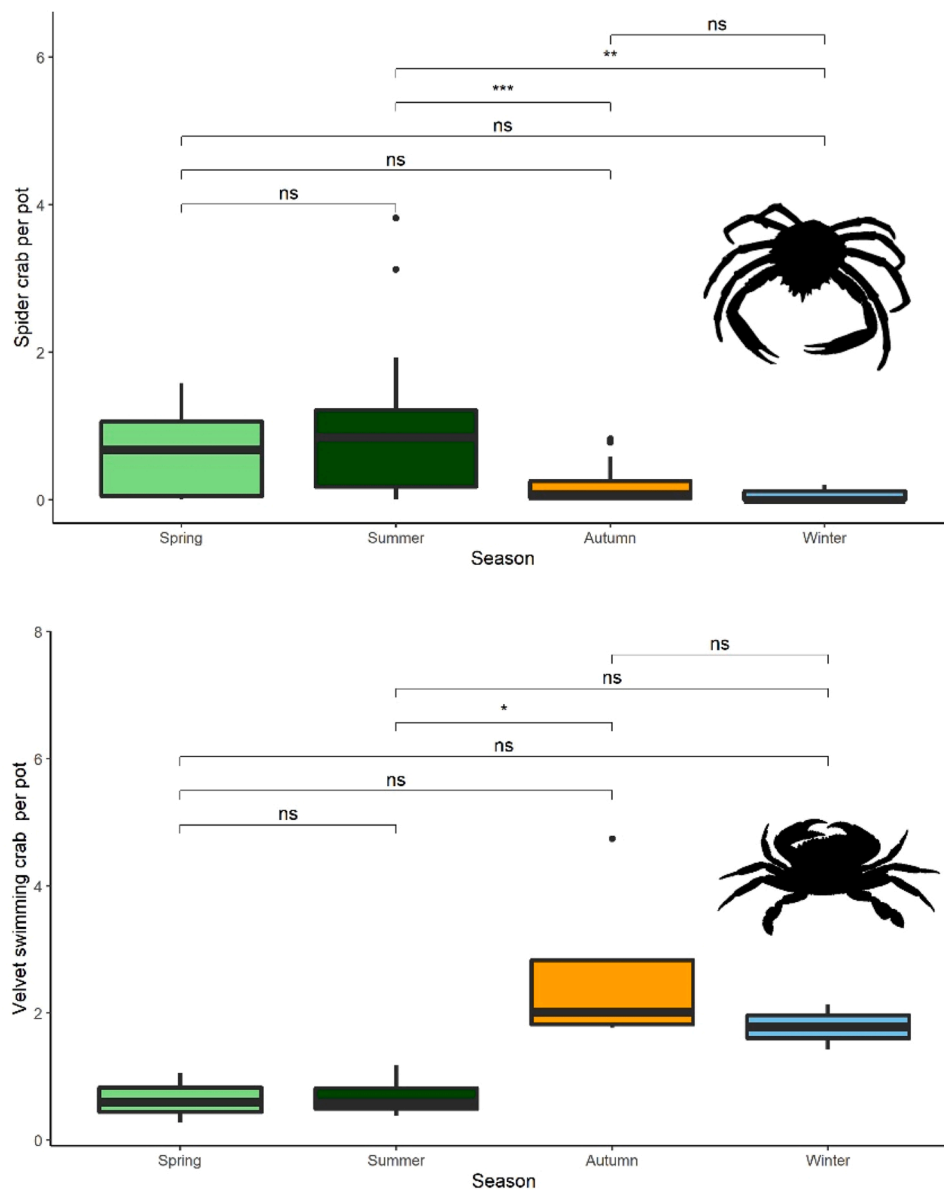 ns
**
***
ns
ns
ns
6
4
2
0
Spider crab per pot
Spring Summer Autumn Winter
Season
ns
ns
*
ns
ns
ns
8
6
4
2
0
Velvet swimming crab per pot
Spring Summer Autumn Winter
Season